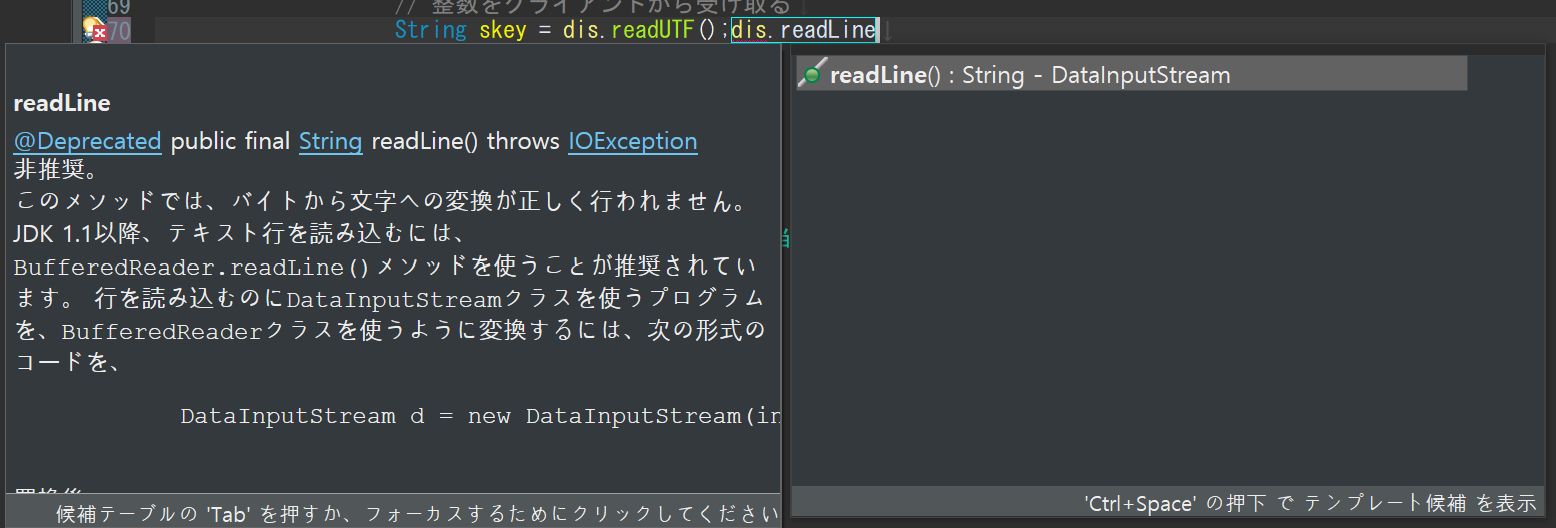 69
// 整数をクライアントから受け取る
70
String skey = dis.readUTF();dis.readLine↓
readLine
@Deprecated public final String readLine() throws IOException
非推奨。
このメソッドでは、バイトから文字への変換が正しく行われません。
JDK 1.1以降、テキスト行を読み込むには、
BufferedReader.readLine()メソッドを使うことが推奨されてい
ます。 行を読み込むのにDataInputStreamクラスを使うプログラム
を、BufferedReaderクラスを使うように変換するには、次の形式の
コードを、
DataInputStream d = new DataInputStream(in
候補テーブルの 'Tab' を押すか、フォーカスするためにクリックしてください
readLine() : String - DataInputStream
'Ctrl+Space' の押下 で テンプレート候補 を表示